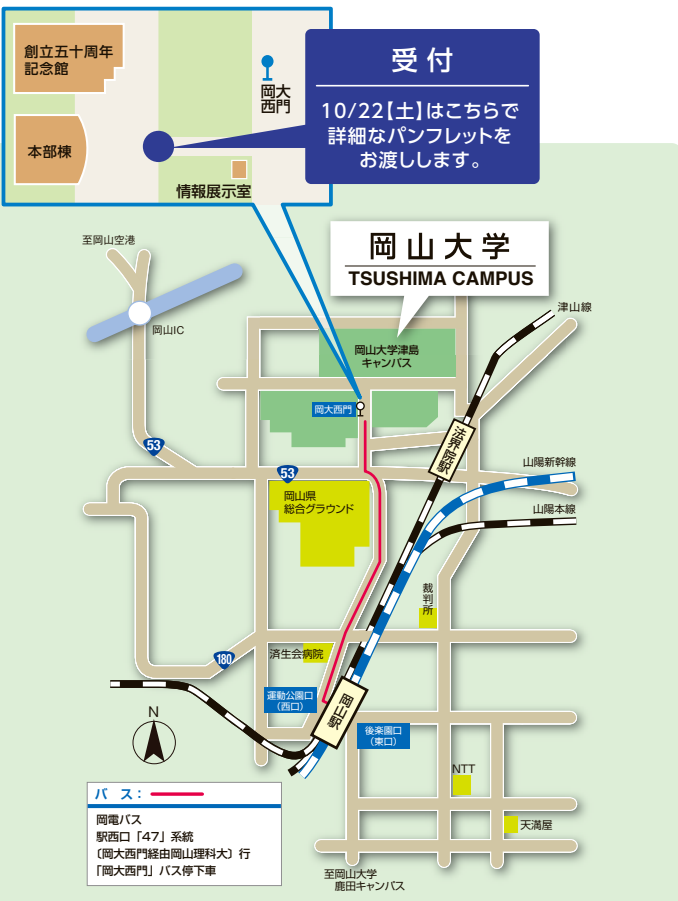 創立五十周年
記念館
岡大
西門
本部棟
情報展示室
受付
10/22【土】はこちらで
詳細なパンフレットを
お渡しします。
岡山大学
TSUSHIMA CAMPUS
至岡山空港
岡山IC
津山線
岡山大学津島
キャンパス
岡大西門
法界院駅
53
53
山陽新幹線
岡山県
総合グラウンド
山陽本線
裁判所
済生会病院
180
運動公園口
(西口)
岡山駅
後楽園口
(東口)
N
NTT
天満屋
バス:
岡電バス
駅西口「47」系統
〔岡大西門経由岡山理科大〕行
「岡大西門」バス停下車
至岡山大学
鹿田キャンパス